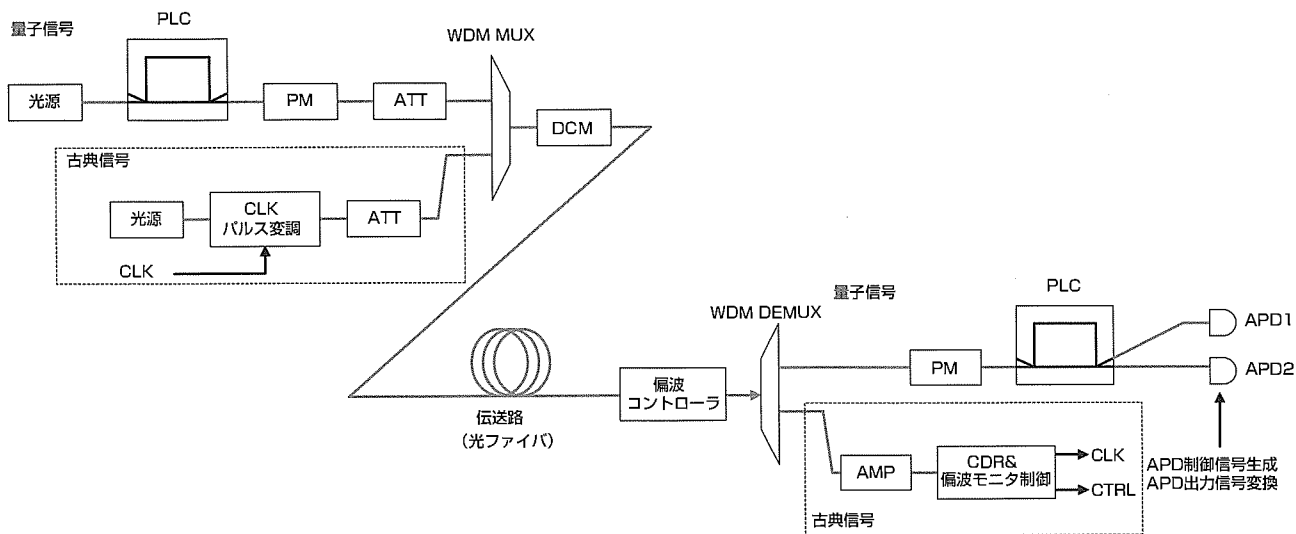 量子信号
PLC
WDM MUX
光源
PM
ATT
DCM
古典信号
光源
CLK
パルス変調
ATT
CLK
伝送路
(光ファイバ)
偏波
コントローラ
WDM DEMUX
量子信号
PLC
PM
APD1
APD2
AMP
CDR&
偏波モニタ制御
CLK
CTRL
古典信号
APD制御信号生成
APD出力信号変換